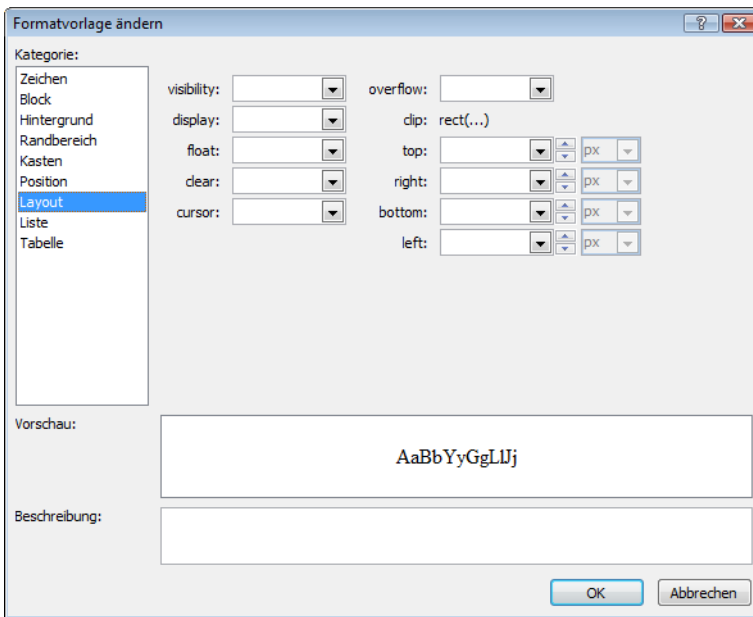 Formatvorlage ändern
Kategorie:
Zeichen
Block
Hintergrund
Randbereich
Kasten
Position
Layout
Liste
Tabelle
visibility:
display:
float:
clear:
cursor:
overflow:
clip: rect(...)
top: px
right: px
bottom: px
left: px
Vorschau:
AaBbYyGgLlJj
Beschreibung:
OK Abbrechen